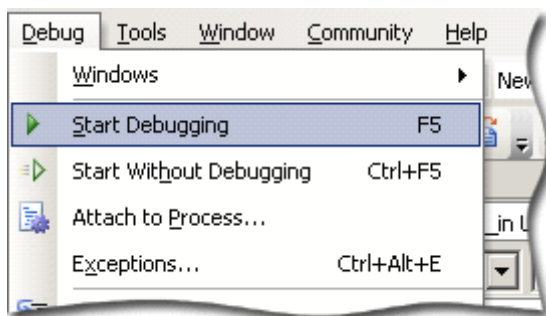 Debug Tools Window Community Help
Windows
Start Debugging F5
Start Without Debugging Ctrl+F5
Attach to Process...
Exceptions... Ctrl+Alt+E